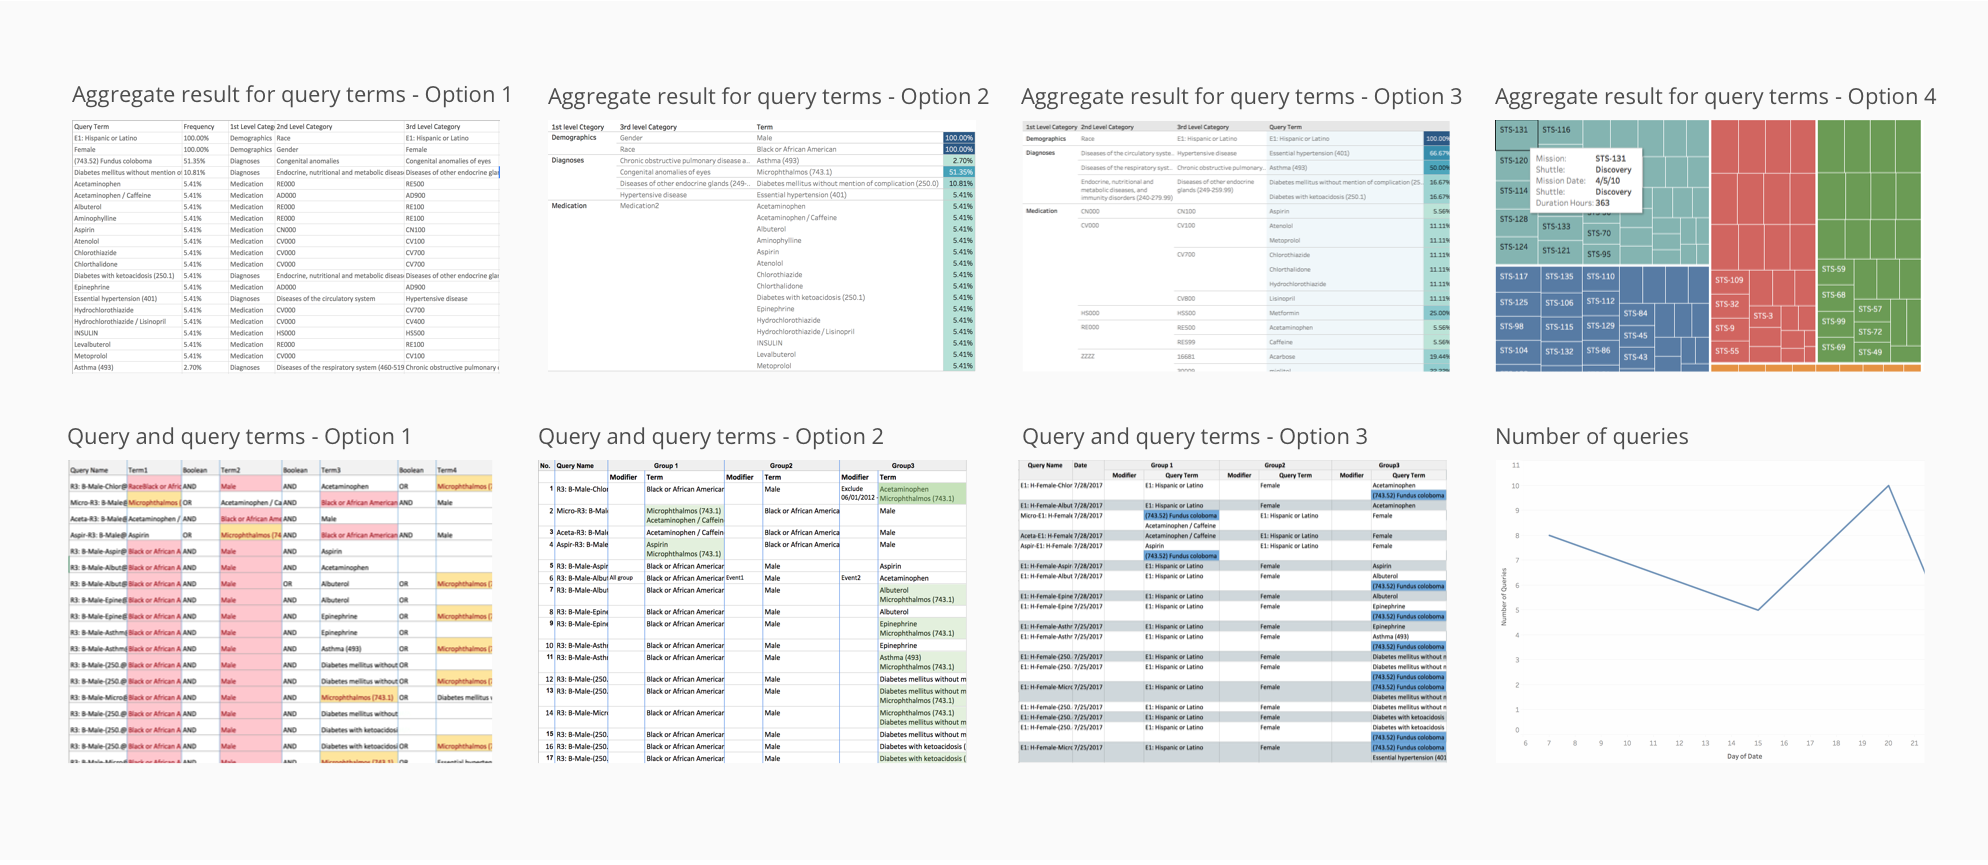 Aggregate result for query terms - Option 1
Query Term Frequency 1st Level Categ 2nd Level Category 3rd Level Category
E1: Hispanic or Latino 100.00% Demographics Race E1: Hispanic or Latino
Female 100.00% Demographics Gender Female
(743.52) Fundus coloboma 51.35% Diagnoses Congenital anomalies Congenital anomalies of eyes
Diabetes mellitus without mention of 10.81% Diagnoses Endocrine, nutritional and metabolic diseas Diseases of other endocrine glan
Acetaminophen 5.41% Medication RE000 RE500
Acetaminophen / Caffeine 5.41% Medication AD000 AD900
Albuterol 5.41% Medication RE000 RE100
Aminophylline 5.41% Medication RE000 RE100
Aspirin 5.41% Medication CN000 CN100
Atenolol 5.41% Medication CV000 CV100
Chlorothiazide 5.41% Medication CV000 CV700
Chlorthalidone 5.41% Medication CV000 CV700
Diabetes with ketoacidosis (250.1) 5.41% Diagnoses Endocrine, nutritional and metabolic diseas Diseases of other endocrine glan
Epinephrine 5.41% Medication AD000 AD900
Essential hypertension (401) 5.41% Diagnoses Diseases of the circulatory system Hypertensive disease
Hydrochlorothiazide 5.41% Medication CV000 CV700
Hydrochlorothiazide / Lisinopril 5.41% Medication CV000 CV400
INSULIN 5.41% Medication HS000 HS500
Levalbuterol 5.41% Medication RE000 RE100
Metoprolol 5.41% Medication CV000 CV100
Asthma (493) 2.70% Diagnoses Diseases of the respiratory system (460-519 Chronic obstructive pulmonary
Aggregate result for query terms - Option 2
1st level Ctegory 3rd level Category Term
Demographics Gender Male 100.00%
Race Black or African American 100.00%
Diagnoses Chronic obstructive pulmonary disease a.. Asthma (493) 2.70%
Congenital anomalies of eyes Microphthalmos (743.1) 51.35%
Diseases of other endocrine glands (249-.. Diabetes mellitus without mention of complication (250.0) 10.81%
Hypertensive disease Essential hypertension (401) 5.41%
Medication Medication2 Acetaminophen 5.41%
Acetaminophen / Caffeine 5.41%
Albuterol 5.41%
Aminophylline 5.41%
Aspirin 5.41%
Atenolol 5.41%
Chlorothiazide 5.41%
Chlorthalidone 5.41%
Diabetes with ketoacidosis (250.1) 5.41%
Epinephrine 5.41%
Hydrochlorothiazide 5.41%
Hydrochlorothiazide / Lisinopril 5.41%
INSULIN 5.41%
Levalbuterol 5.41%
Metoprolol 5.41%
Aggregate result for query terms - Option 3
1st Level Category 2nd Level Category 3rd Level Category Query Term
Demographics Race E1: Hispanic or Latino E1: Hispanic or Latino 100.00%
Diagnoses Diseases of the circulatory syste.. Hypertensive disease Essential hypertension (401) 66.67%
Diseases of the respiratory syst.. Chronic obstructive pulmonary.. Asthma (493) 50.00%
Endocrine, nutritional and metabolic diseases, and immunity disorders (240-279.99) Diseases of other endocrine glands (249-259.99) Diabetes mellitus without mention of complication (25.. 16.67%
Diabetes with ketoacidosis (250.1) 16.67%
Medication CN000 CN100 Aspirin 5.56%
CV000 CV100 Atenolol 11.11%
Metoprolol 11.11%
CV700 Chlorothiazide 11.11%
Chlorthalidone 11.11%
Hydrochlorothiazide 11.11%
CV800 Lisinopril 11.11%
HS000 HS500 Metformin 25.00%
RE000 RE500 Acetaminophen 5.56%
RE599 Caffeine 5.56%
ZZZZ 16681 Acarbose 19.44%
Aggregate result for query terms - Option 4
STS-131 STS-116
STS-120
STS-114
STS-128 STS-133 STS-70
STS-124 STS-121 STS-95
Mission: STS-131
Shuttle: Discovery
Mission Date: 4/5/10
Shuttle: Discovery
Duration Hours: 363
STS-117 STS-135 STS-110
STS-125 STS-106 STS-112 STS-84
STS-98 STS-115 STS-129 STS-45
STS-104 STS-132 STS-86 STS-43
STS-109
STS-32 STS-3
STS-9
STS-55
STS-59
STS-68 STS-57
STS-99 STS-72
STS-69 STS-49
Query and query terms - Option 1
Query Name Term1 Boolean Term2 Boolean Term3 Boolean Term4
R3: B-Male-Chlor RaceBlack or Afric AND Male AND Acetaminophen OR Microphthalmos (7
Micro-R3: B-Male Microphthalmos ( OR Acetaminophen / Ca AND Black or African American AND Male
Aceta-R3: B-Male Acetaminophen / AND Black or African Ame AND Male
Aspir-R3: B-Male Aspirin OR Microphthalmos (74 AND Black or African American AND Male
R3: B-Male-Aspir Black or African A AND Male AND Aspirin
R3: B-Male-Albut Black or African A AND Male AND Acetaminophen
R3: B-Male-Albut Black or African A AND Male OR Albuterol OR Microphthalmos (7
R3: B-Male-Epine Black or African A AND Male AND Albuterol OR
R3: B-Male-Epine Black or African A AND Male AND Epinephrine OR Microphthalmos (7
R3: B-Male-Asthm Black or African A AND Male AND Epinephrine OR
R3: B-Male-Asthm Black or African A AND Male AND Asthma (493) OR Microphthalmos (7
R3: B-Male-(250. Black or African A AND Male AND Diabetes mellitus without OR
R3: B-Male-(250. Black or African A AND Male AND Diabetes mellitus without OR Microphthalmos (7
R3: B-Male-Micro Black or African A AND Male AND Microphthalmos (743.1) OR Diabetes mellitus w
R3: B-Male-(250. Black or African A AND Male AND Diabetes mellitus without
R3: B-Male-(250. Black or African A AND Male AND Diabetes with ketoacidosi
R3: B-Male-(250. Black or African A AND Male AND Diabetes with ketoacidosi OR Microphthalmos (7
R3: B-Male-Micro Black or African A AND Male AND Microphthalmos (743.1) OR Essential hyperten
Query and query terms - Option 2
No. Query Name Group 1 Group2 Group3
Modifier Term Modifier Term Modifier Term
1 R3: B-Male-Chlor Black or African American Male Exclude 06/01/2012 - Acetaminophen
Microphthalmos (743.1)
2 R3: B-Mal Micro- Microphthalmos (743.1) Black or America Male
Acetaminophen / Caffein
3 Aceta-R3: B-Male Acetaminophen / Caffein Black or African America Male
4 Aspir-R3: B-Male Aspirin Black or African America Male
Microphthalmos (743.1)
5 R3: B-Male-Aspir Black or African American Male Aspirin
6 R3: B-Male-Albut All group Black or African American Event1 Male Event2 Acetaminophen
7 R3: B-Male-Albut Black or African American Male Albuterol
Microphthalmos (743.1)
8 R3: B-Male-Epine Black or African American Male Albuterol
9 R3: B-Male-Epine Black or African American Male Epinephrine
Microphthalmos (743.1)
10 R3: B-Male-Asthr Black or African American Male Epinephrine
11 R3: B-Male-Asthr Black or African American Male Asthma (493)
Microphthalmos (743.1)
12 R3: B-Male-(250. Black or African American Male Diabetes mellitus without m
13 R3: B-Male-(250. Black or African American Male Diabetes mellitus without m
Microphthalmos (743.1)
14 R3: B-Male-Micr Black or African American Male Microphthalmos (743.1)
Diabetes mellitus without m
15 R3: B-Male-(250. Black or African American Male Diabetes mellitus without m
16 R3: B-Male-(250. Black or African American Male Diabetes with ketoacidosis (
17 R3: B-Male-(250. Black or African American Male Diabetes with ketoacidosis (
Query and query terms - Option 3
Query Name Date Group 1 Group2 Group3
Modifier Query Term Modifier Query Term Modifier Query Term
E1: H-Female-Chlor 7/28/2017 E1: Hispanic or Latino Female Acetaminophen
(743.52) Fundus coloboma
E1: H-Female-Albut 7/28/2017 E1: Hispanic or Latino Female Acetaminophen
Micro-E1: H-Female 7/28/2017 (743.52) Fundus coloboma E1: Hispanic or Latino Female
Acetaminophen / Caffeine
Aceta-E1: H-Female 7/28/2017 Acetaminophen / Caffeine E1: Hispanic or Latino Female
Aspir-E1: H-Female 7/28/2017 Aspirin E1: Hispanic or Latino Female
(743.52) Fundus coloboma
E1: H-Female-Aspir 7/28/2017 E1: Hispanic or Latino Female Aspirin
E1: H-Female-Albut 7/28/2017 E1: Hispanic or Latino Female Albuterol
(743.52) Fundus coloboma
E1: H-Female-Epine 7/28/2017 E1: Hispanic or Latino Female Albuterol
E1: H-Female-Epine 7/25/2017 E1: Hispanic or Latino Female Epinephrine
(743.52) Fundus coloboma
E1: H-Female-Asthr 7/25/2017 E1: Hispanic or Latino Female Epinephrine
E1: H-Female-Asthr 7/25/2017 E1: Hispanic or Latino Female Asthma (493)
(743.52) Fundus coloboma
E1: H-Female-(250. 7/25/2017 E1: Hispanic or Latino Female Diabetes mellitus without m
E1: H-Female-(250. 7/25/2017 E1: Hispanic or Latino Female Diabetes mellitus without m
(743.52) Fundus coloboma
E1: H-Female-Micro 7/25/2017 E1: Hispanic or Latino Female (743.52) Fundus coloboma
Diabetes mellitus without m
E1: H-Female-(250. 7/25/2017 E1: Hispanic or Latino Female Diabetes mellitus without m
E1: H-Female-(250. 7/25/2017 E1: Hispanic or Latino Female Diabetes with ketoacidosis
E1: H-Female-(250. 7/25/2017 E1: Hispanic or Latino Female Diabetes with ketoacidosis
(743.52) Fundus coloboma
E1: H-Female-Micro 7/25/2017 E1: Hispanic or Latino Female (743.52) Fundus coloboma
Essential hypertension (401
Number of queries
11
10
9
8
7
6
5
4
3
2
1
0
Number of Queries
6 7 8 9 10 11 12 13 14 15 16 17 18 19 20 21
Day of Date